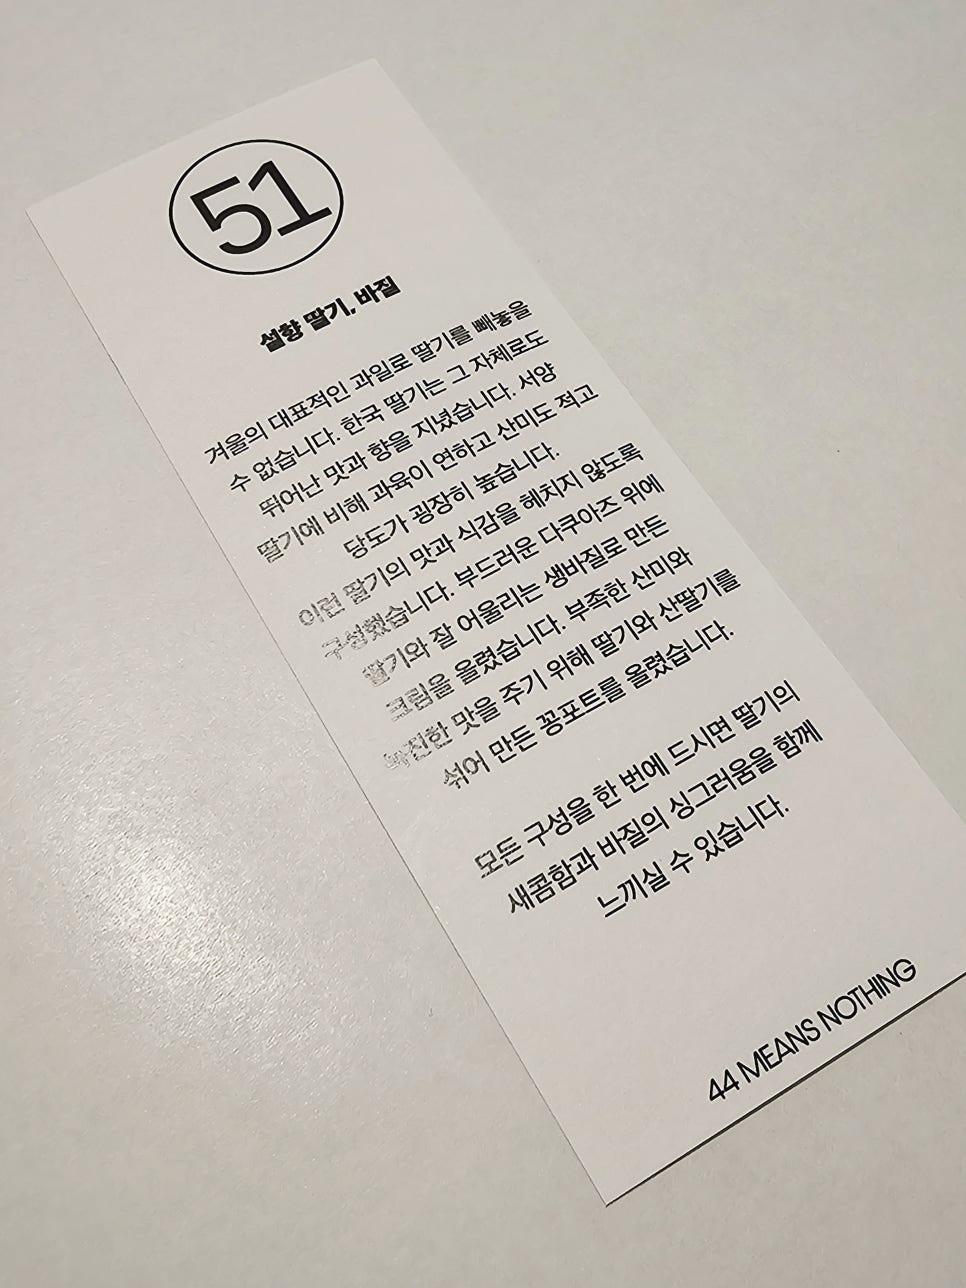 51
설향 딸기, 바질
겨울의 대표적인 과일로 딸기를 빼놓을
수 없습니다. 한국 딸기는 그 자체로도
뛰어난 맛과 향을 지녔습니다. 서양
딸기에 비해 과육이 연하고 산미도 적고
당도가 굉장히 높습니다.
이런 딸기의 맛과 식감을 헤치지 않도록
구성했습니다. 부드러운 다쿠아즈 위에
딸기와 잘 어울리는 생바질로 만든
크림을 올렸습니다. 부족한 산미와
빠진한 맛을 주기 위해 딸기와 산딸기를
섞어 만든 꽁포트를 올렸습니다.
모든 구성을 한 번에 드시면 딸기의
새콤함과 바질의 싱그러움을 함께
느끼실 수 있습니다.
44 MEANS NOTHING